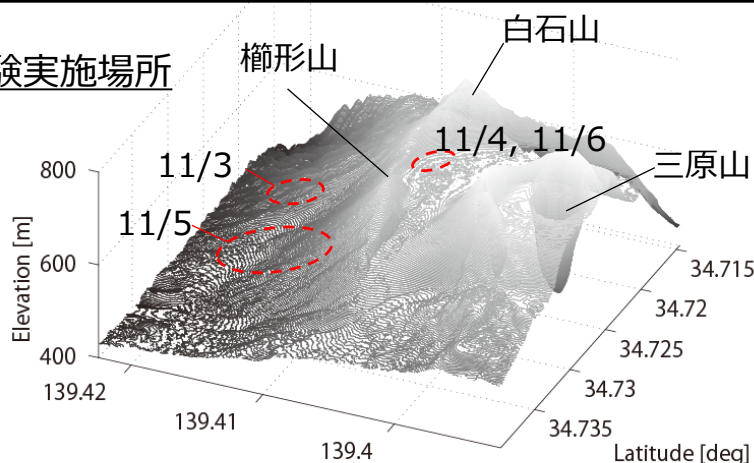 験実施場所
白石山
櫛形山
11/4, 11/6
11/3
三原山
11/5
Elevation [m]
800
600
400
139.42
139.41
139.4
34.715
34.72
34.725
34.73
34.735
Latitude [deg]